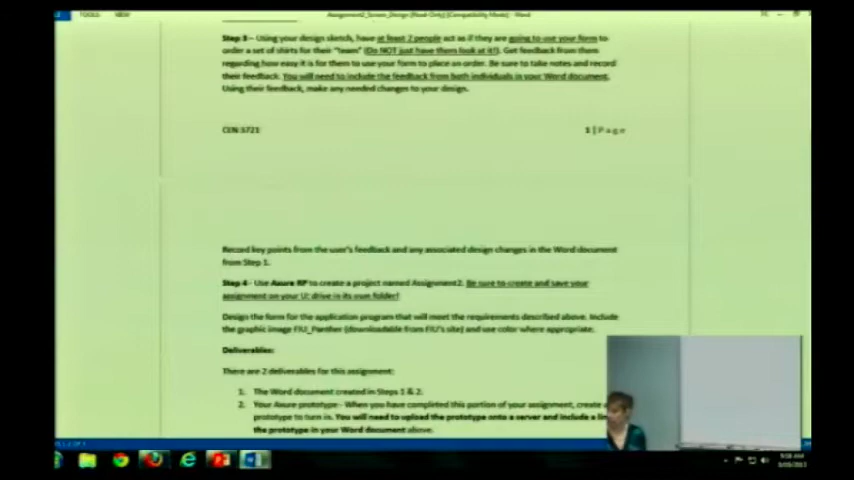 TOOLS VIEW Assignment2_Screen_Design [Read-Only] [Compatibility Mode] - Word
Step 3 – Using your design sketch, have at least 2 people act as if they are going to use your form to
order a set of shirts for their "team" (Do NOT just have them look at it!). Get feedback from them
regarding how easy it is for them to use your form to place an order. Be sure to take notes and record
their feedback. You will need to include the feedback from both individuals in your Word document.
Using their feedback, make any needed changes to your design.
CEN 5721 1 | P a g e
Record key points from the user's feedback and any associated design changes in the Word document
from Step 1.
Step 4 - Use Axure RP to create a project named Assignment2. Be sure to create and save your
assignment on your U: drive in its own folder!
Design the form for the application program that will meet the requirements described above. Include
the graphic image FIU_Panther (downloadable from FIU's site) and use color where appropriate.
Deliverables:
There are 2 deliverables for this assignment:
1. The Word document created in Steps 1 & 2.
2. Your Axure prototype - When you have completed this portion of your assignment, create
prototype to turn in. You will need to upload the prototype onto a server and include a
the prototype in your Word document above.